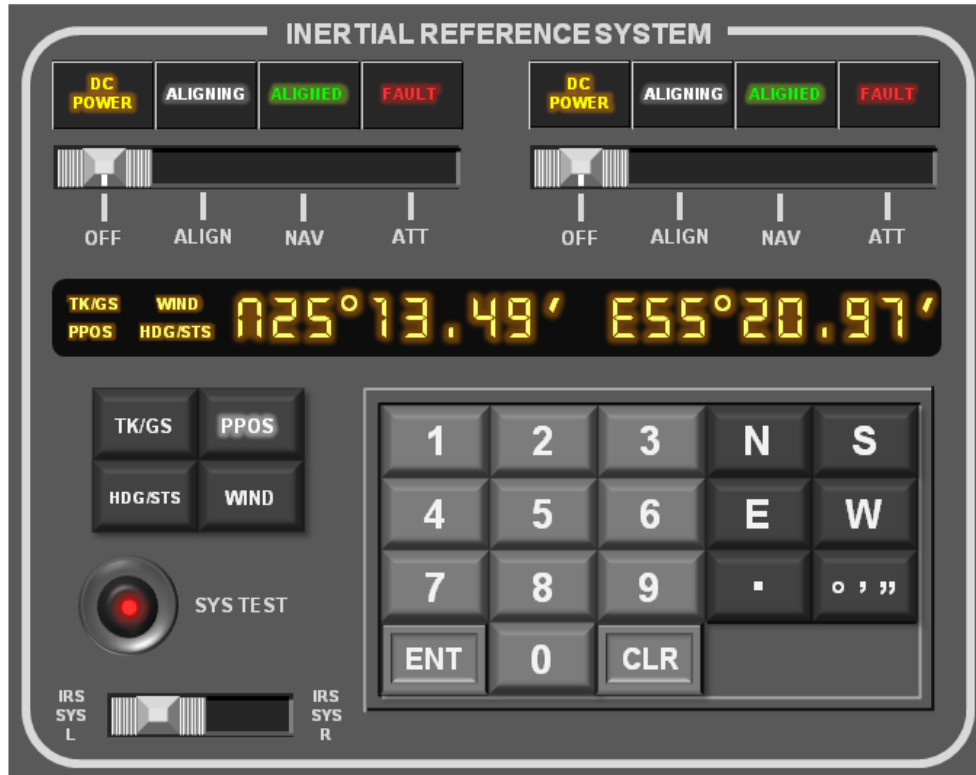 INERTIAL REFERENCE SYSTEM
DC POWER ALIGNING ALIGNED FAULT DC POWER ALIGNING ALIGNED FAULT
OFF ALIGN NAV ATT OFF ALIGN NAV ATT
TK/GS WIND N25°13.49′ E55°20.97′
PPOS HDG/STS
TK/GS PPOS
HDG/STS WIND
1 2 3 N S
4 5 6 E W
7 8 9 . ° ’ ”
ENT 0 CLR
SYS TEST
IRS SYS L IRS SYS R